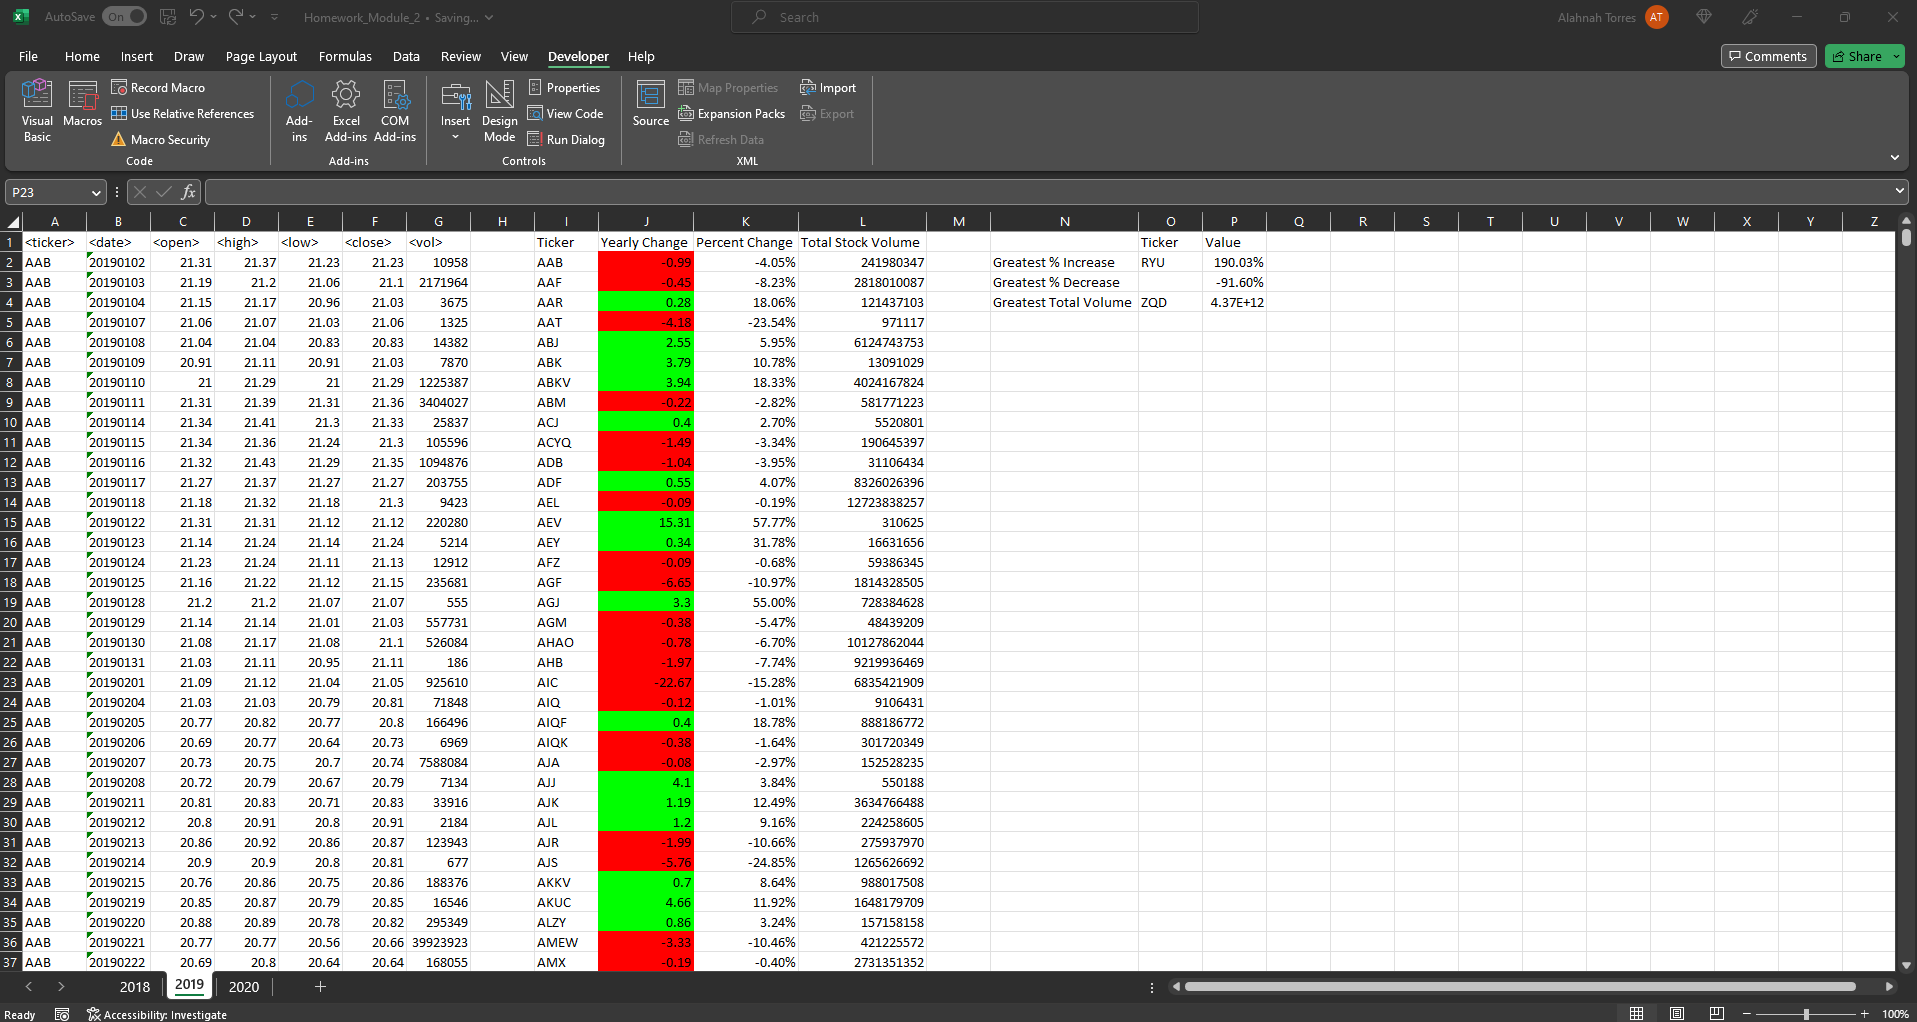 AutoSave On Homework_Module_2 • Saving... Search Alahnah Torres AT
File Home Insert Draw Page Layout Formulas Data Review View Developer Help Comments Share
Visual Basic Macros Record Macro Use Relative References Macro Security Code
Add-ins Excel Add-ins COM Add-ins Add-ins
Insert Design Mode Properties View Code Run Dialog Controls
Source Map Properties Expansion Packs Refresh Data Import Export XML
P23 fx
A B C D E F G H I J K L M N O P Q R S T U V W X Y Z
1 <ticker> <date> <open> <high> <low> <close> <vol> Ticker Yearly Change Percent Change Total Stock Volume Ticker Value
2 AAB 20190102 21.31 21.37 21.23 21.23 10958 AAB -0.99 -4.05% 241980347 Greatest % Increase RYU 190.03%
3 AAB 20190103 21.19 21.2 21.06 21.1 2171964 AAF -0.45 -8.23% 2818010087 Greatest % Decrease -91.60%
4 AAB 20190104 21.15 21.17 20.96 21.03 3675 AAR 0.28 18.06% 121437103 Greatest Total Volume ZQD 4.37E+12
5 AAB 20190107 21.06 21.07 21.03 21.06 1325 AAT -4.18 -23.54% 971117
6 AAB 20190108 21.04 21.04 20.83 20.83 14382 ABJ 2.55 5.95% 6124743753
7 AAB 20190109 20.91 21.11 20.91 21.03 7870 ABK 3.79 10.78% 13091029
8 AAB 20190110 21 21.29 21 21.29 1225387 ABKV 3.94 18.33% 4024167824
9 AAB 20190111 21.31 21.39 21.31 21.36 3404027 ABM -0.22 -2.82% 581771223
10 AAB 20190114 21.34 21.41 21.3 21.33 25837 ACJ 0.4 2.70% 5520801
11 AAB 20190115 21.34 21.36 21.24 21.3 105596 ACYQ -1.49 -3.34% 190645397
12 AAB 20190116 21.32 21.43 21.29 21.35 1094876 ADB -1.04 -3.95% 31106434
13 AAB 20190117 21.27 21.37 21.27 21.27 203755 ADF 0.55 4.07% 8326026396
14 AAB 20190118 21.18 21.32 21.18 21.3 9423 AEL -0.09 -0.19% 12723838257
15 AAB 20190122 21.31 21.31 21.12 21.12 220280 AEV 15.31 57.77% 310625
16 AAB 20190123 21.14 21.24 21.14 21.24 5214 AEY 0.34 31.78% 16631656
17 AAB 20190124 21.23 21.24 21.11 21.13 12912 AFZ -0.09 -0.68% 59386345
18 AAB 20190125 21.16 21.22 21.12 21.15 235681 AGF -6.65 -10.97% 1814328505
19 AAB 20190128 21.2 21.2 21.07 21.07 555 AGJ 3.3 55.00% 728384628
20 AAB 20190129 21.14 21.14 21.01 21.03 557731 AGM -0.38 -5.47% 48439209
21 AAB 20190130 21.08 21.17 21.08 21.1 526084 AHAO -0.78 -6.70% 10127862044
22 AAB 20190131 21.03 21.11 20.95 21.11 186 AHB -1.97 -7.74% 9219936469
23 AAB 20190201 21.09 21.12 21.04 21.05 925610 AIC -22.67 -15.28% 6835421909
24 AAB 20190204 21.03 21.03 20.79 20.81 71848 AIQ -0.12 -1.01% 9106431
25 AAB 20190205 20.77 20.82 20.77 20.8 166496 AIQF 0.4 18.78% 888186772
26 AAB 20190206 20.69 20.77 20.64 20.73 6969 AIQK -0.38 -1.64% 301720349
27 AAB 20190207 20.73 20.75 20.7 20.74 7588084 AJA -0.08 -2.97% 152528235
28 AAB 20190208 20.72 20.79 20.67 20.79 7134 AJJ 4.1 3.84% 550188
29 AAB 20190211 20.81 20.83 20.71 20.83 33916 AJK 1.19 12.49% 3634766488
30 AAB 20190212 20.8 20.91 20.8 20.91 2184 AJL 1.2 9.16% 224258605
31 AAB 20190213 20.86 20.92 20.86 20.87 123943 AJR -1.99 -10.66% 275937970
32 AAB 20190214 20.9 20.9 20.8 20.81 677 AJS -5.76 -24.85% 1265626692
33 AAB 20190215 20.76 20.86 20.75 20.86 188376 AKKV 0.7 8.64% 988017508
34 AAB 20190219 20.85 20.87 20.79 20.85 16546 AKUC 4.66 11.92% 1648179709
35 AAB 20190220 20.88 20.89 20.78 20.82 295349 ALZY 0.86 3.24% 157158158
36 AAB 20190221 20.77 20.77 20.56 20.66 39923923 AMEW -3.33 -10.46% 421225572
37 AAB 20190222 20.69 20.8 20.64 20.64 168055 AMX -0.19 -0.40% 2731351352
2018 2019 2020
Ready Accessibility: Investigate 100%